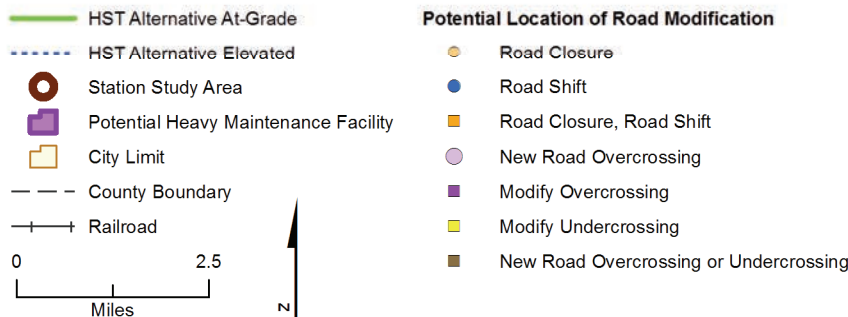 HST Alternative At-Grade
HST Alternative Elevated
Station Study Area
Potential Heavy Maintenance Facility
City Limit
County Boundary
Railroad
0 2.5
Miles
N
Potential Location of Road Modification
Road Closure
Road Shift
Road Closure, Road Shift
New Road Overcrossing
Modify Overcrossing
Modify Undercrossing
New Road Overcrossing or Undercrossing